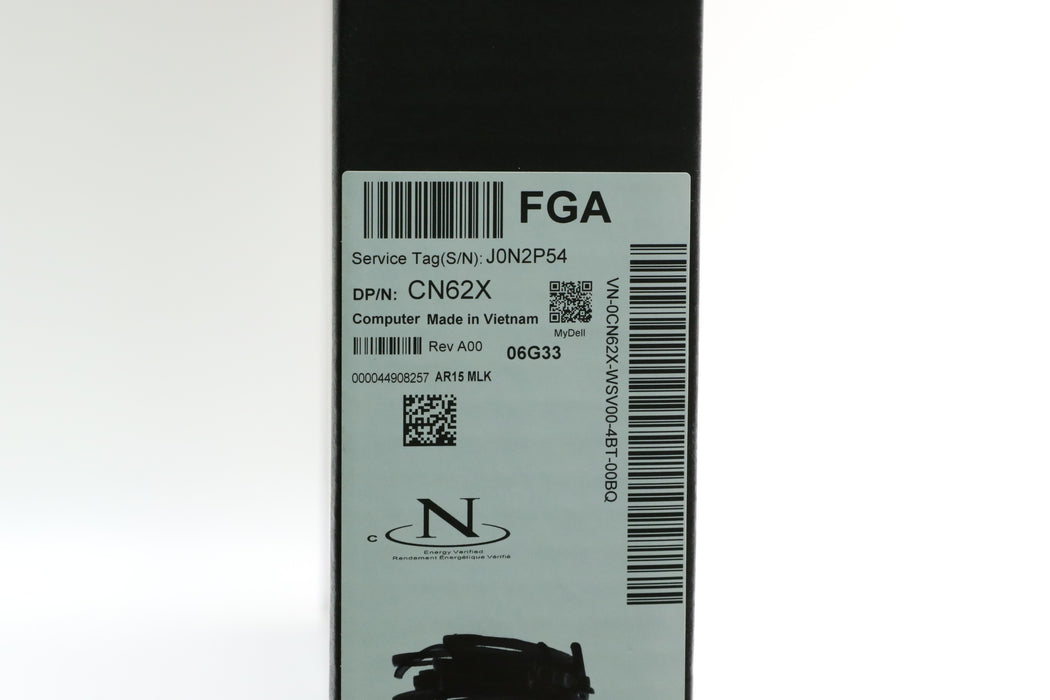 FGA
Service Tag(S/N): J0N2P54
DP/N: CN62X
Computer Made in Vietnam
MyDell
Rev A00
06G33
000044908257 AR15 MLK
VN-0CN62X-WSV00-4BT-00BQ
C
N
Energy Verified
Rendement Énergétique Vérifié